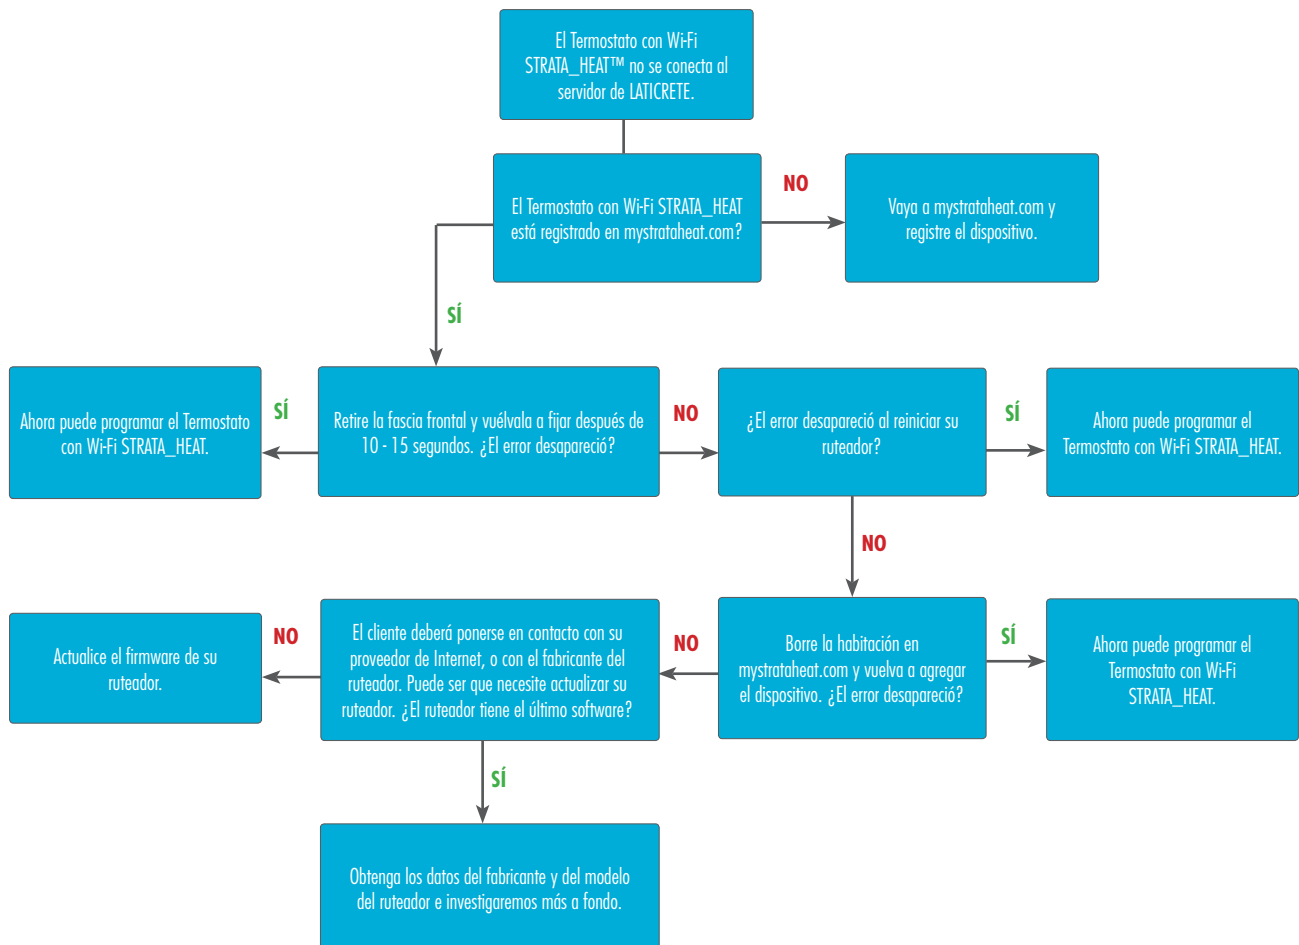 El Termostato con Wi-Fi
STRATA_HEAT™ no se conecta al
servidor de LATICRETE.
El Termostato con Wi-Fi STRATA_HEAT
está registrado en mystrataheat.com?
NO
Vaya a mystrataheat.com y
registre el dispositivo.
SÍ
Ahora puede programar el Termostato
con Wi-Fi STRATA_HEAT.
SÍ
Retire la fascia frontal y vuélvala a fijar después de
10 - 15 segundos. ¿El error desapareció?
NO
¿El error desapareció al reiniciar su
ruteador?
SÍ
Ahora puede programar el
Termostato con Wi-Fi STRATA_HEAT.
NO
Actualice el firmware de su
ruteador.
NO
El cliente deberá ponerse en contacto con su
proveedor de Internet, o con el fabricante del
ruteador. Puede ser que necesite actualizar su
ruteador. ¿El ruteador tiene el último software?
NO
Borre la habitación en
mystrataheat.com y vuelva a agregar
el dispositivo. ¿El error desapareció?
SÍ
Ahora puede programar el
Termostato con Wi-Fi
STRATA_HEAT.
SÍ
Obtenga los datos del fabricante y del modelo
del ruteador e investigaremos más a fondo.